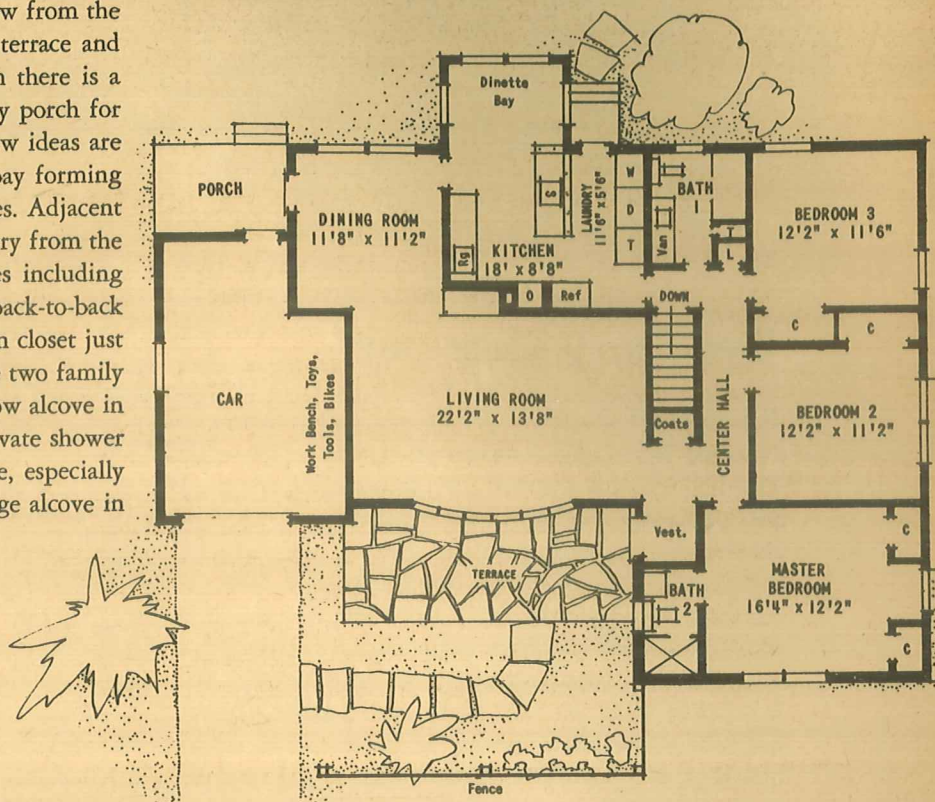 w from the
terrace and
n there is a
y porch for
w ideas are
bay forming
es. Adjacent
ry from the
es including
back-to-back
n closet just
e two family
ow alcove in
ivate shower
e, especially
ge alcove in
Dinette
Bay
PORCH
DINING ROOM
11'8" x 11'2"
S
LAUNDRY
11'6" x 5'6"
W
D
T
BATH
1
Van
T
L
BEDROOM 3
12'2" x 11'6"
Rg
KITCHEN
18' x 8'8"
O
Ref
DOWN
C
C
CAR
Work Bench, Toys,
Tools, Bikes
LIVING ROOM
22'2" x 13'8"
Coats
CENTER HALL
BEDROOM 2
12'2" x 11'2"
Vest.
C
TERRACE
BATH
2
MASTER
BEDROOM
16'4" x 12'2"
C
Fence